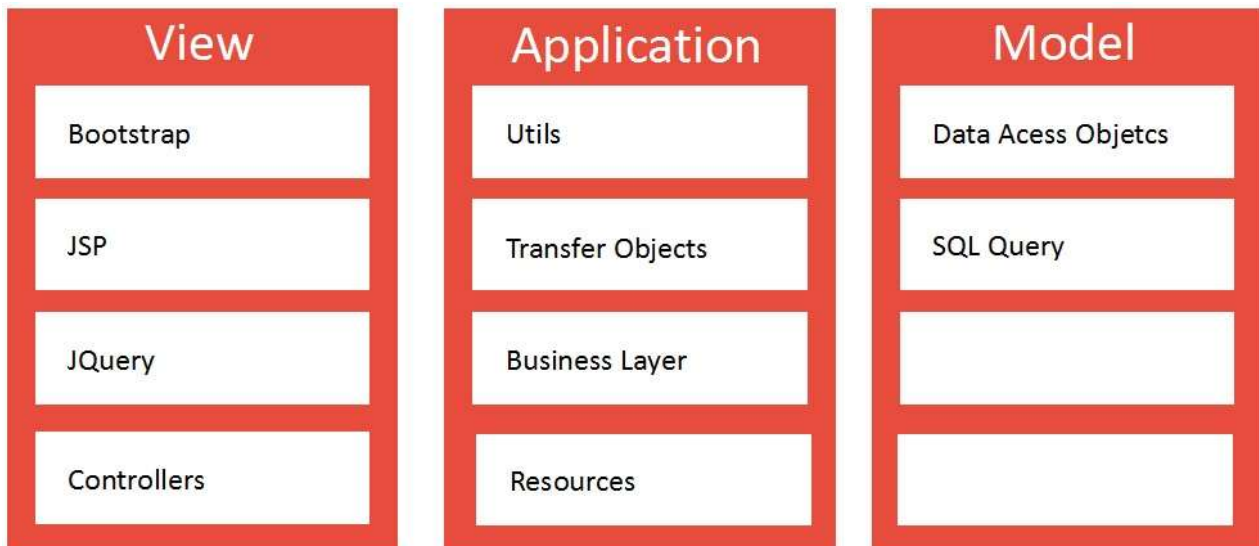 View
Bootstrap
JSP
JQuery
Controllers
Application
Utils
Transfer Objects
Business Layer
Resources
Model
Data Acess Objetcs
SQL Query